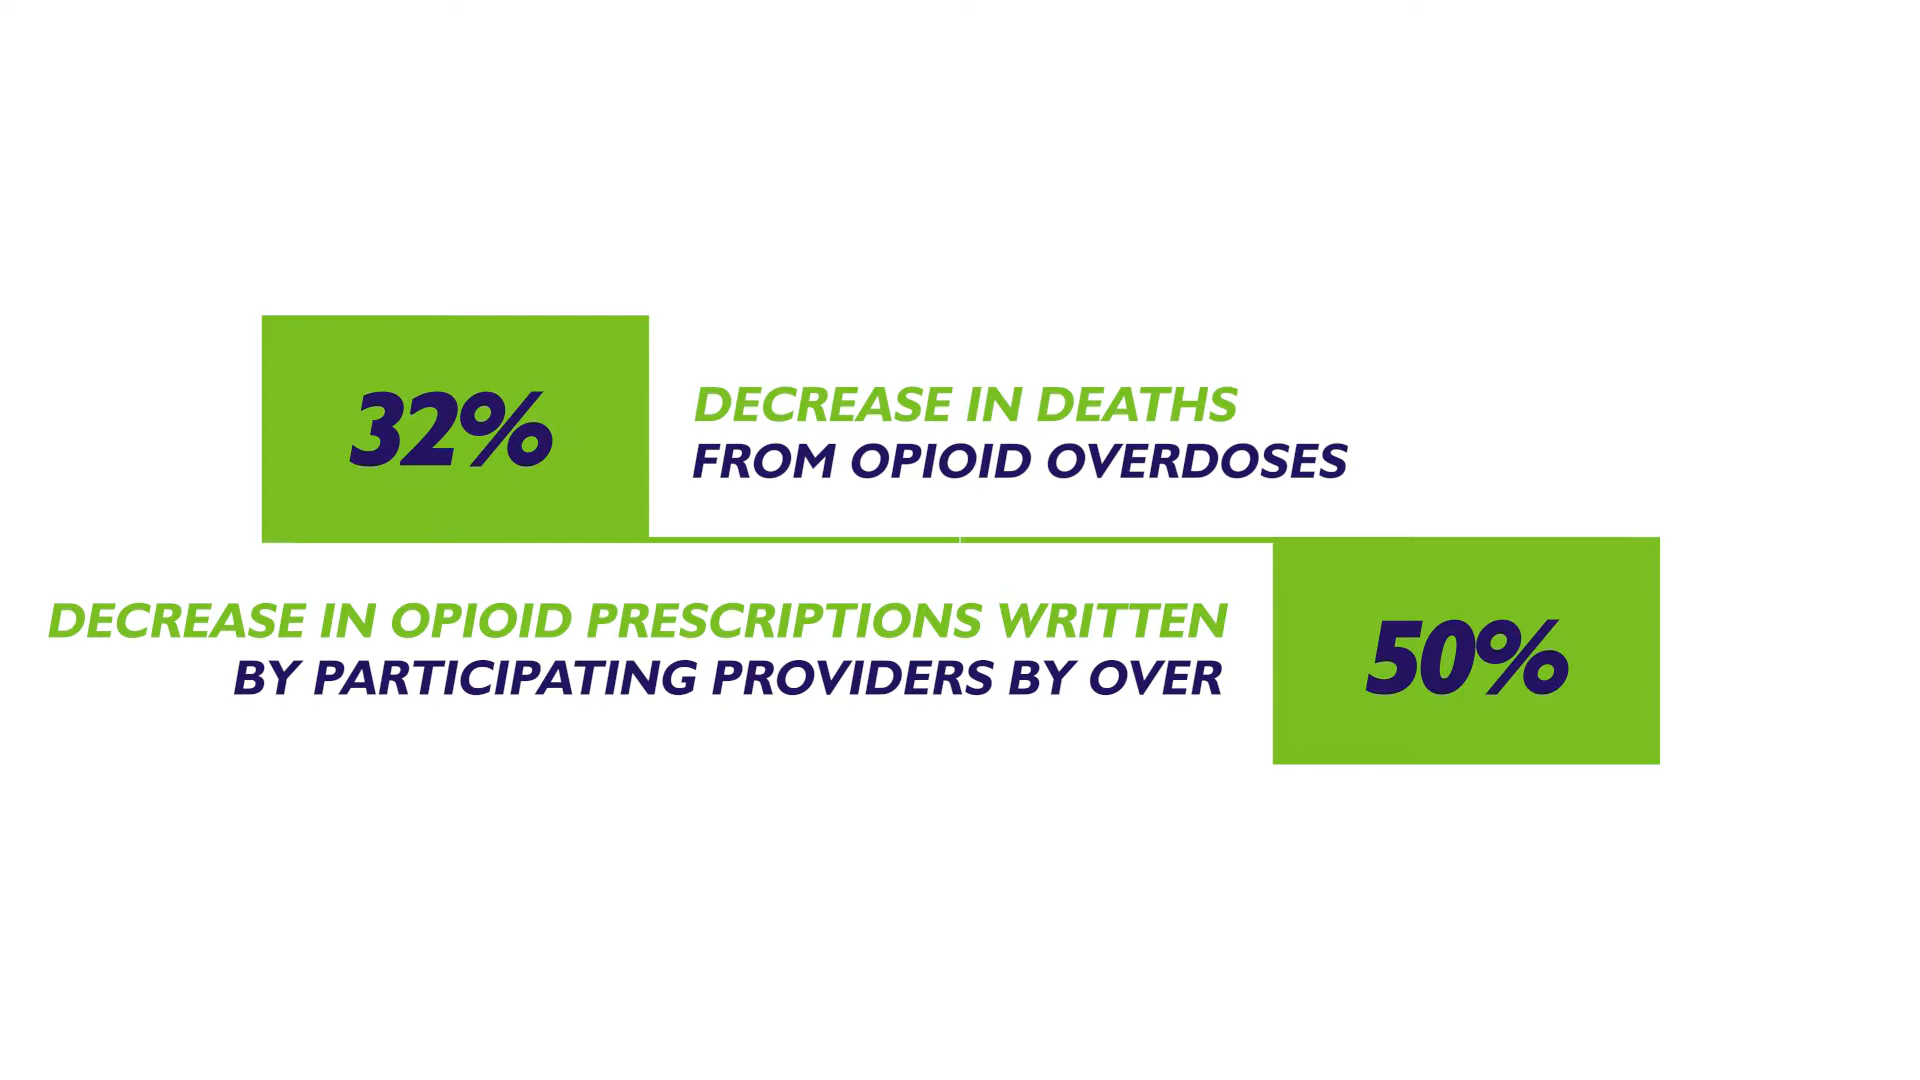 32%
DECREASE IN DEATHS
FROM OPIOID OVERDOSES
DECREASE IN OPIOID PRESCRIPTIONS WRITTEN
BY PARTICIPATING PROVIDERS BY OVER
50%